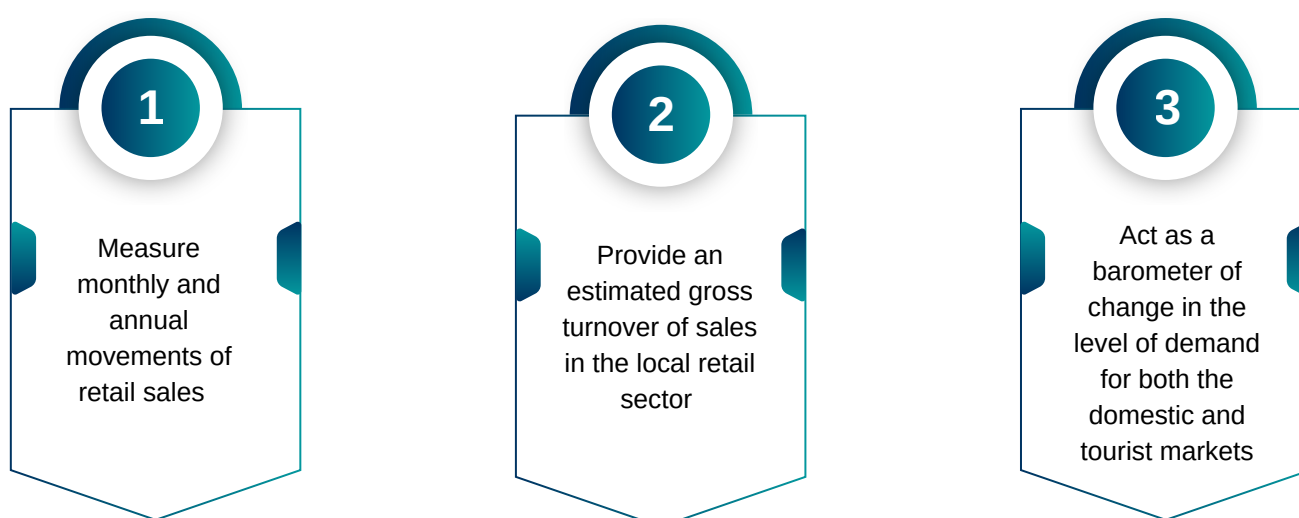 1
Measure
monthly and
annual
movements of
retail sales
2
Provide an
estimated gross
turnover of sales
in the local retail
sector
3
Act as a
barometer of
change in the
level of demand
for both the
domestic and
tourist markets